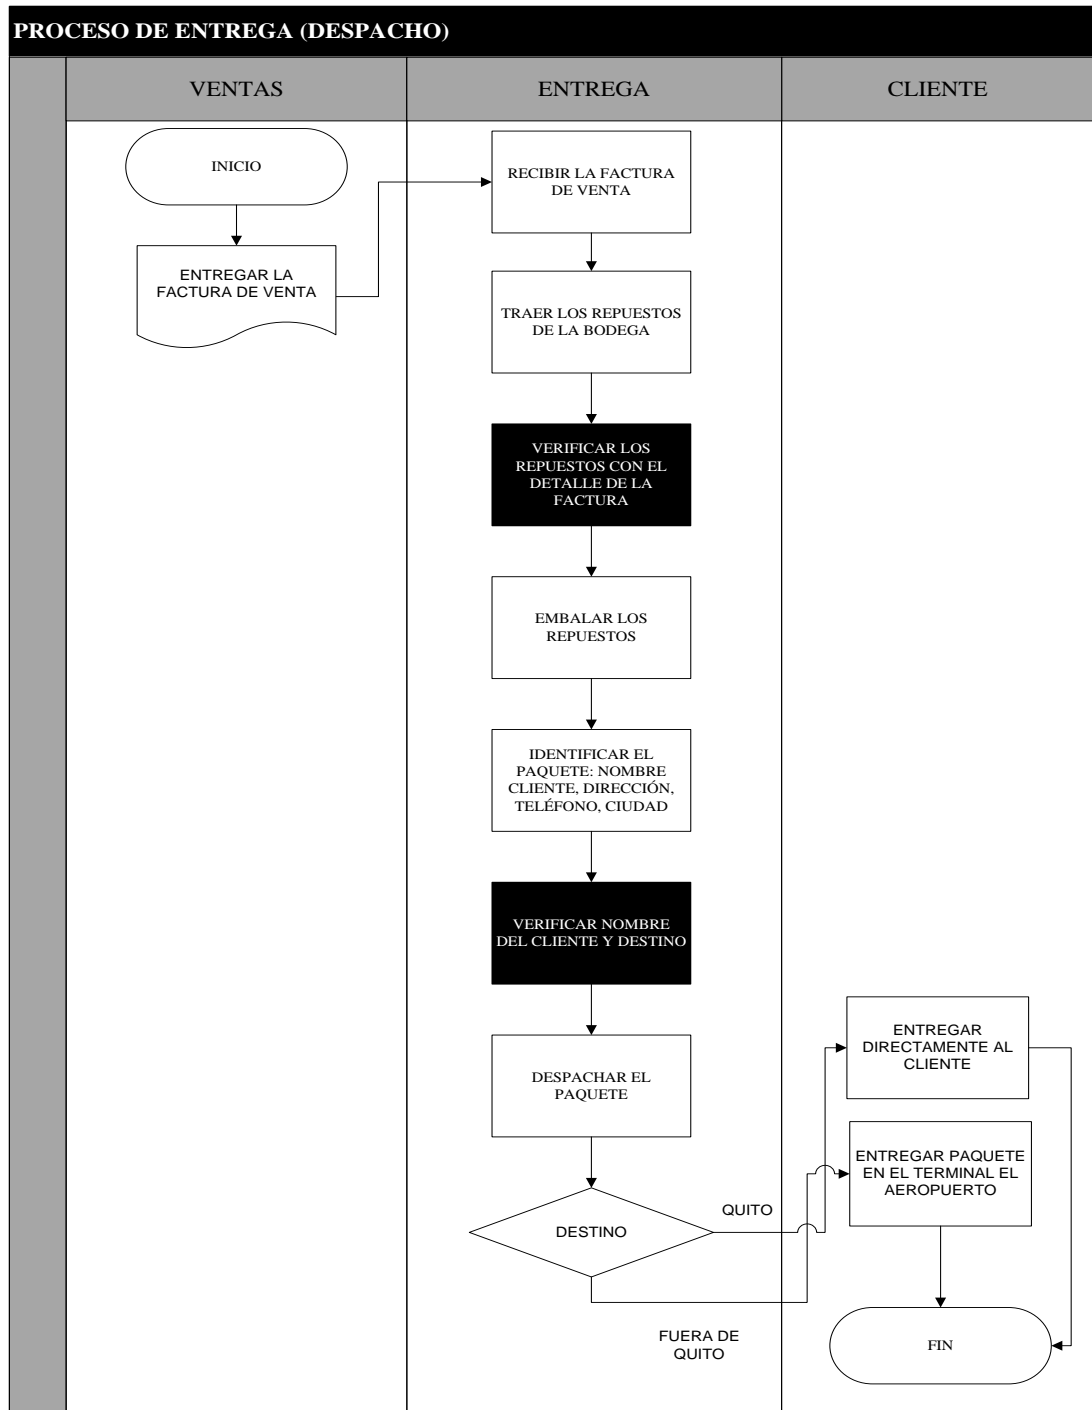 PROCESO DE ENTREGA (DESPACHO)
VENTAS
ENTREGA
CLIENTE
INICIO
ENTREGAR LA
FACTURA DE VENTA
RECIBIR LA FACTURA
DE VENTA
TRAER LOS REPUESTOS
DE LA BODEGA
VERIFICAR LOS
REPUESTOS CON EL
DETALLE DE LA
FACTURA
EMBALAR LOS
REPUESTOS
IDENTIFICAR EL
PAQUETE: NOMBRE
CLIENTE, DIRECCIÓN,
TELÉFONO, CIUDAD
VERIFICAR NOMBRE
DEL CLIENTE Y DESTINO
DESPACHAR EL
PAQUETE
DESTINO
QUITO
FUERA DE
QUITO
ENTREGAR
DIRECTAMENTE AL
CLIENTE
ENTREGAR PAQUETE
EN EL TERMINAL EL
AEROPUERTO
FIN